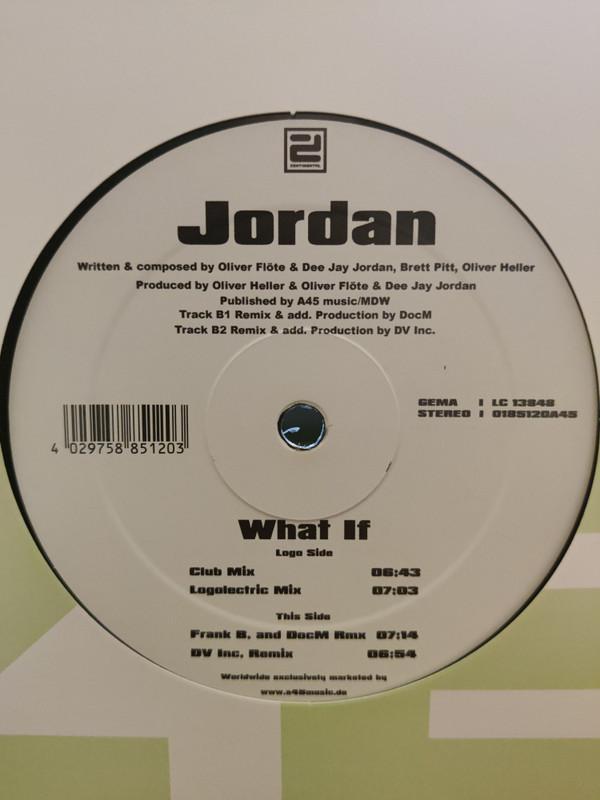 CONTINENTAL
Jordan
Written & composed by Oliver Flöte & Dee Jay Jordan, Brett Pitt, Oliver Heller
Produced by Oliver Heller & Oliver Flöte & Dee Jay Jordan
Published by A45 music/MDW
Track B1 Remix & add. Production by DocM
Track B2 Remix & add. Production by DV Inc.
GEMA I LC 13848
STEREO I 0185120A45
4 029758 851203
What If
Logo Side
Club Mix 06:43
Logolectric Mix 07:03
This Side
Frank B. and DocM Rmx 07:14
DV Inc. Remix 06:54
Worldwide exclusively marketed by
www.a45music.de